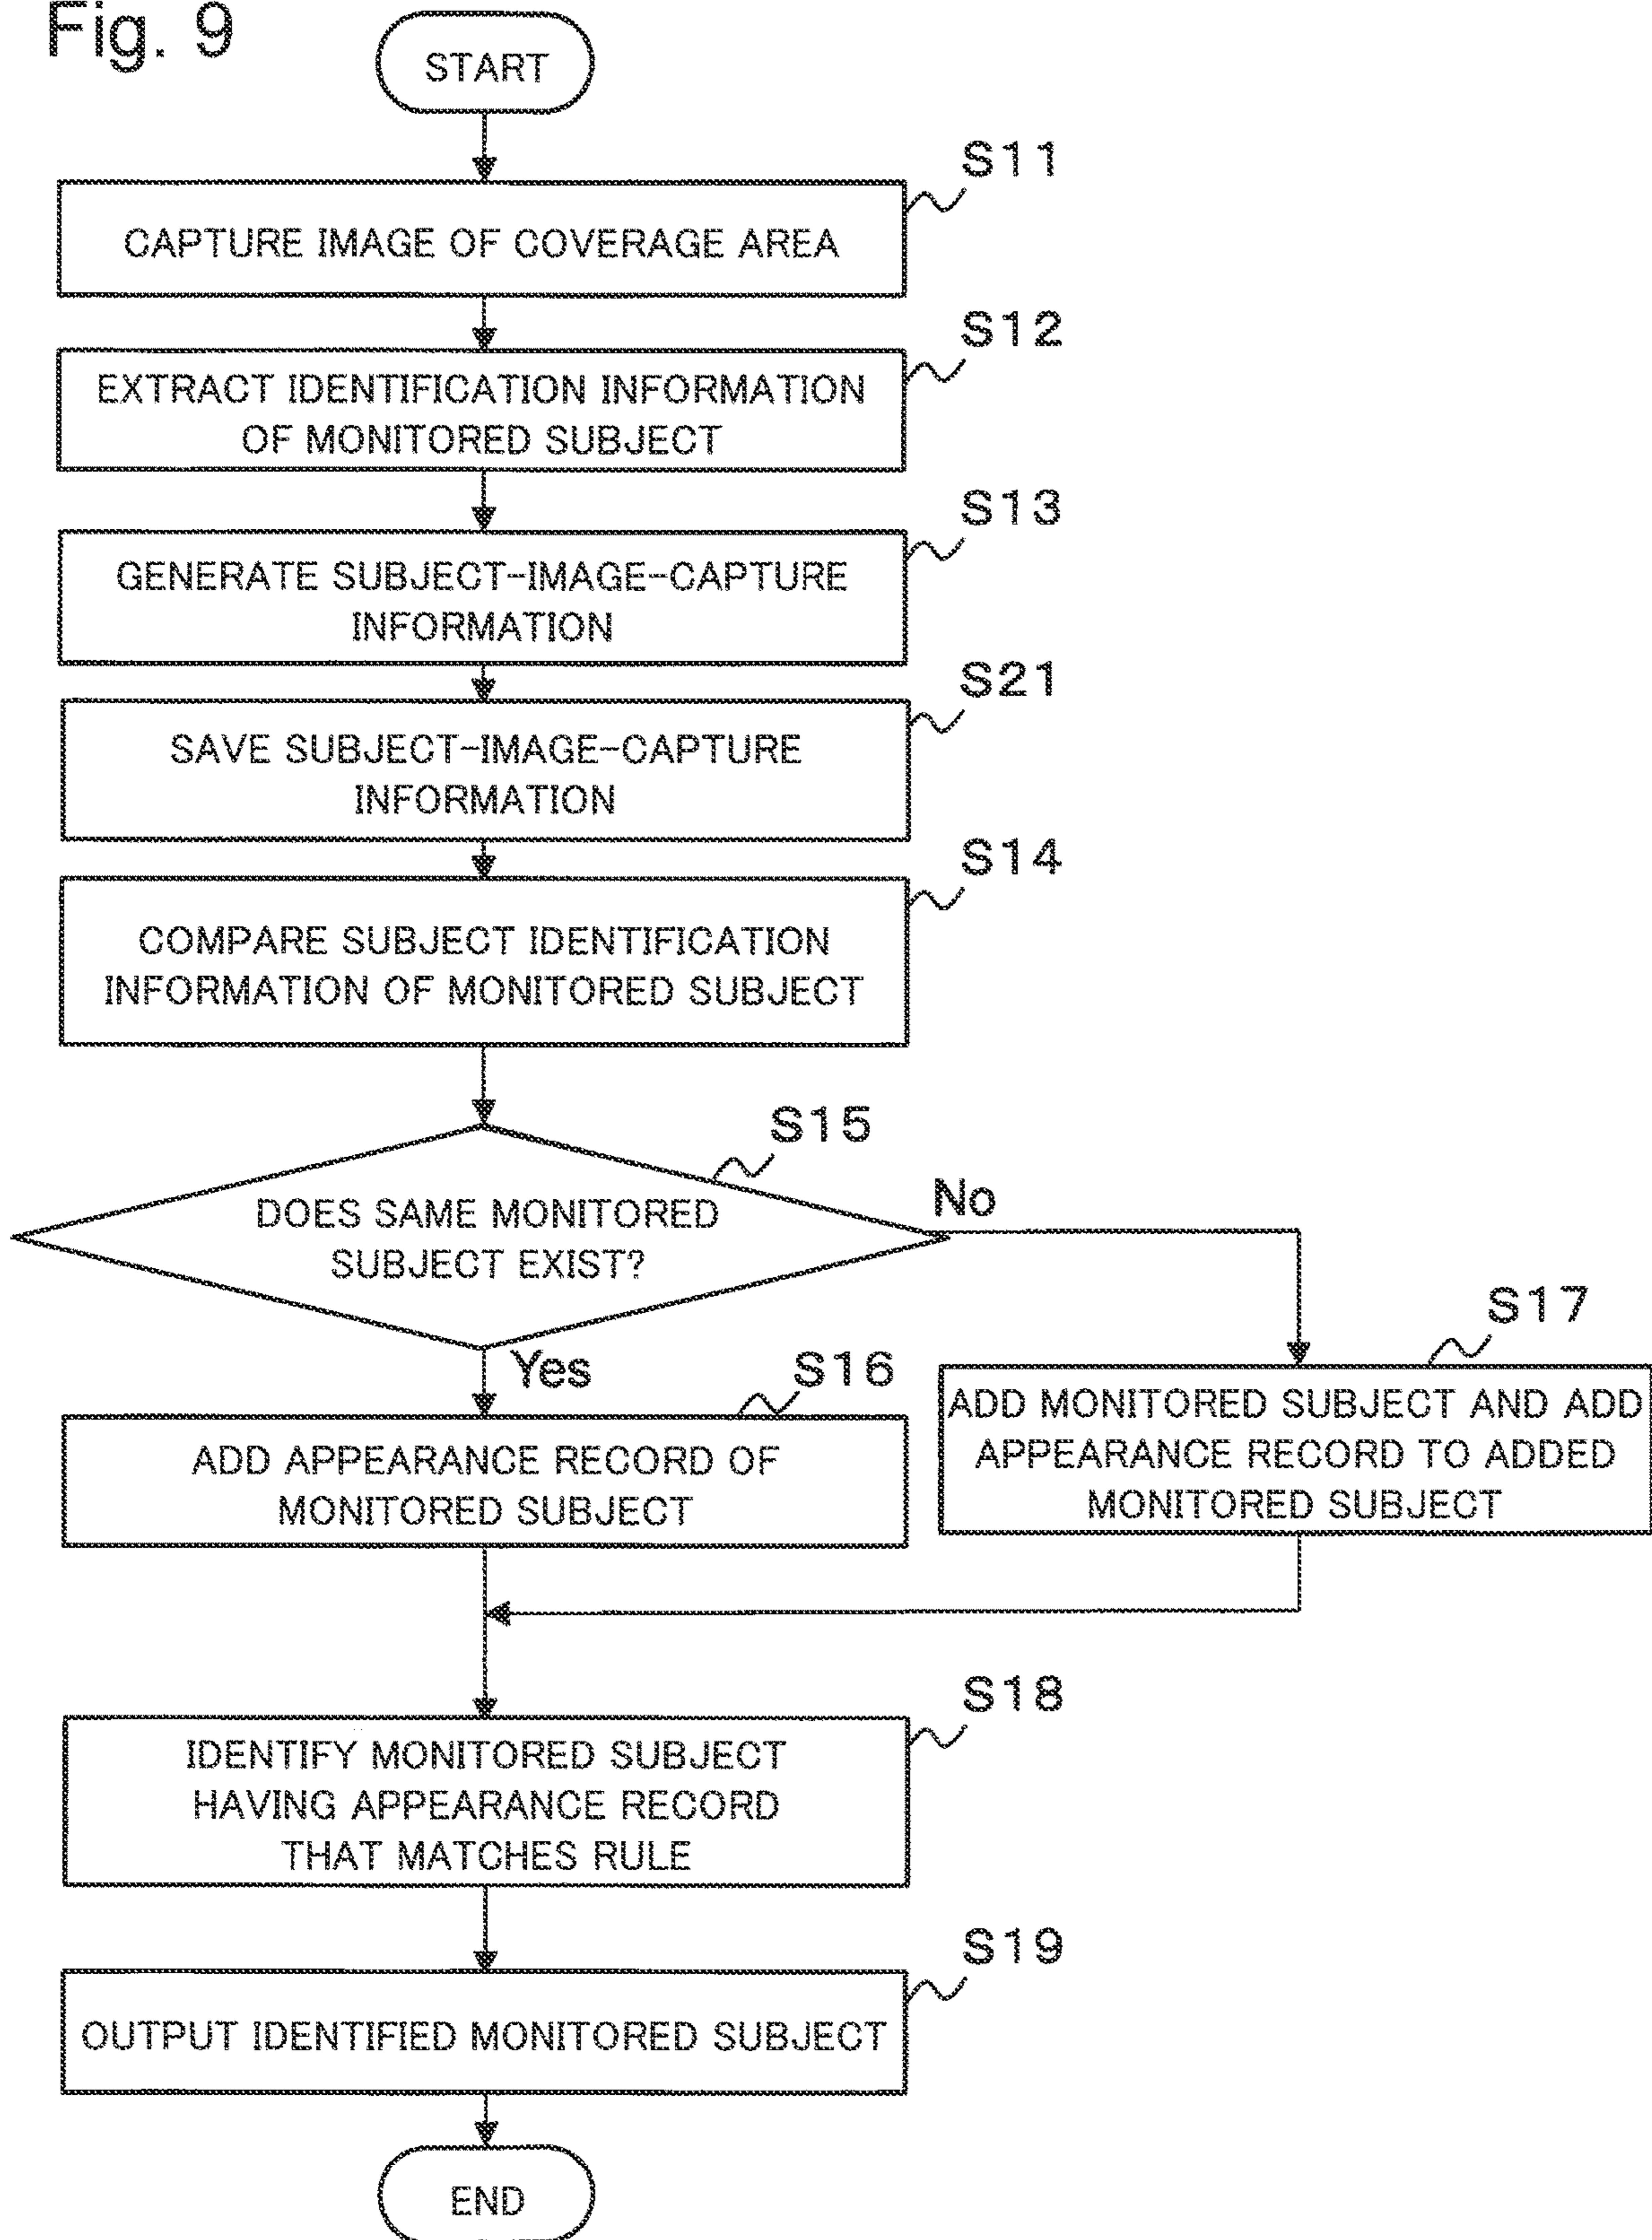 Fig. 9
START
S11
CAPTURE IMAGE OF COVERAGE AREA
S12
EXTRACT IDENTIFICATION INFORMATION
OF MONITORED SUBJECT
S13
GENERATE SUBJECT-IMAGE-CAPTURE
INFORMATION
S21
SAVE SUBJECT-IMAGE-CAPTURE
INFORMATION
S14
COMPARE SUBJECT IDENTIFICATION
INFORMATION OF MONITORED SUBJECT
S15
DOES SAME MONITORED
SUBJECT EXIST?
No
Yes
S16
ADD APPEARANCE RECORD OF
MONITORED SUBJECT
S17
ADD MONITORED SUBJECT AND ADD
APPEARANCE RECORD TO ADDED
MONITORED SUBJECT
S18
IDENTIFY MONITORED SUBJECT
HAVING APPEARANCE RECORD
THAT MATCHES RULE
S19
OUTPUT IDENTIFIED MONITORED SUBJECT
END